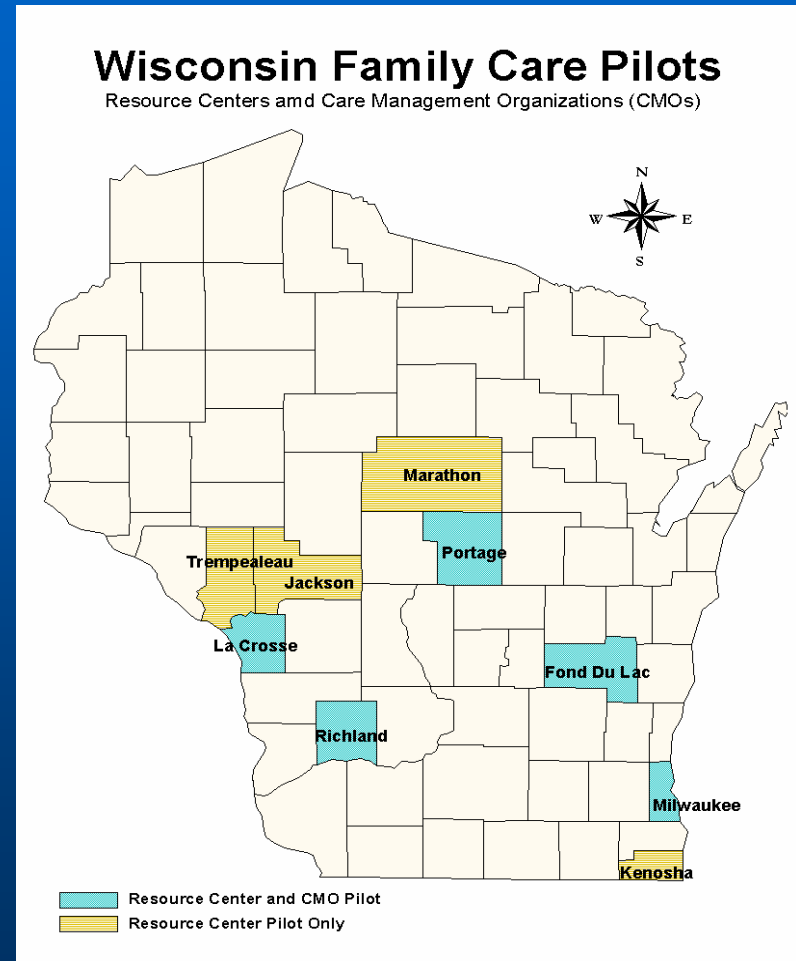 Wisconsin Family Care Pilots
Resource Centers amd Care Management Organizations (CMOs)
N
W E
S
Marathon
Portage
Trempealeau
Jackson
La Crosse
Fond Du Lac
Richland
Milwaukee
Kenosha
Resource Center and CMO Pilot
Resource Center Pilot Only